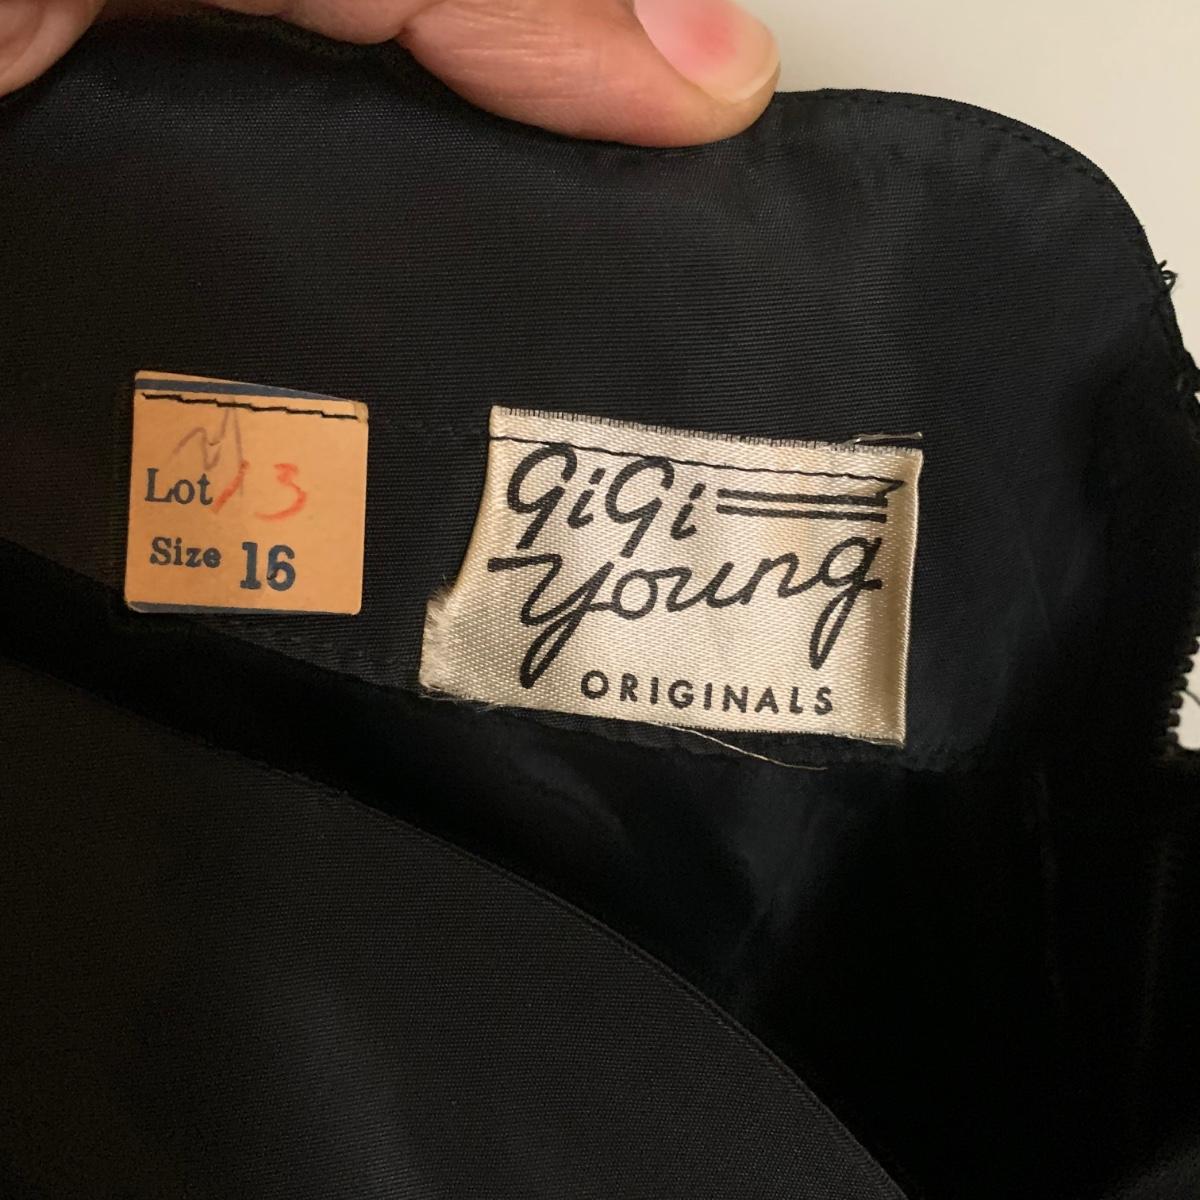 Lot 13
Size 16
GiGi
Young
ORIGINALS